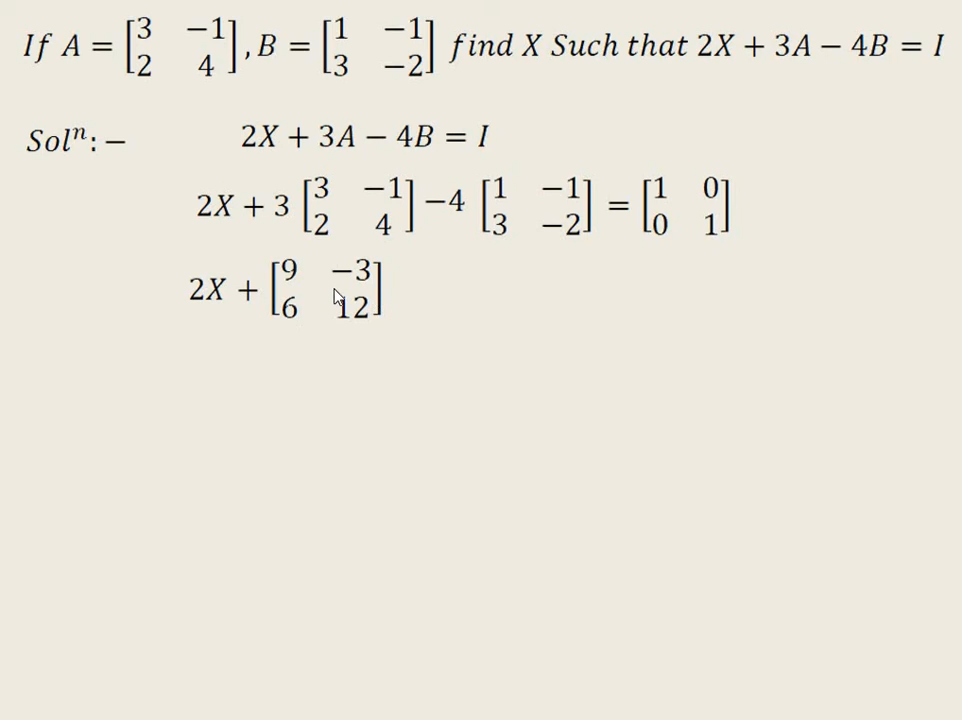 If A = [3 −1 2 4], B = [1 −1 3 −2] find X Such that 2X + 3A − 4B = I
Solⁿ: − 2X + 3A − 4B = I
2X + 3 [3 −1 2 4] −4 [1 −1 3 −2] = [1 0 0 1]
2X + [9 −3 6 12]